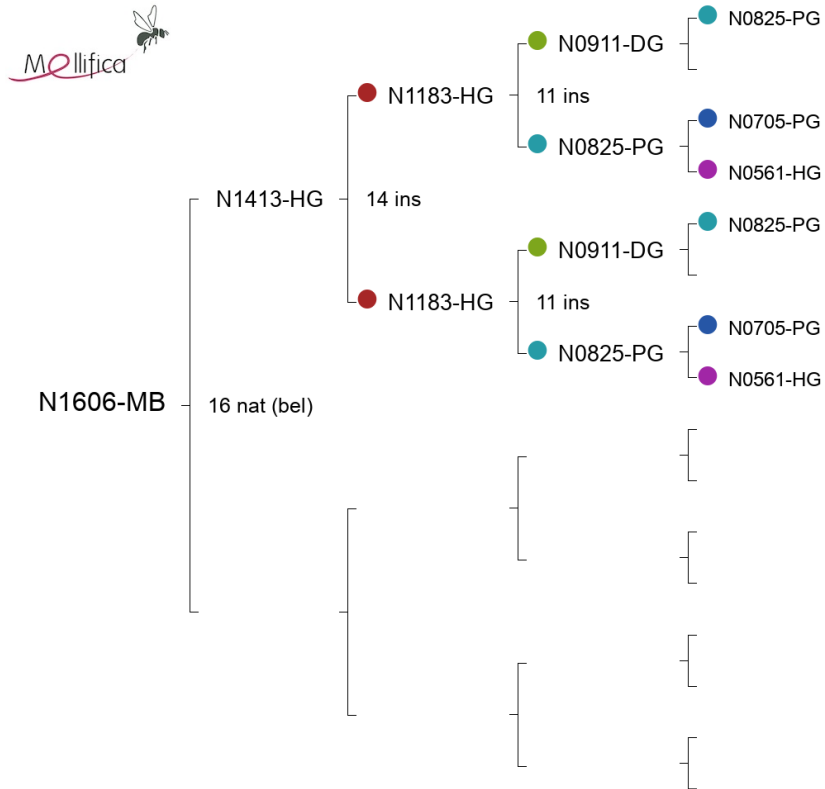 Mellifica
N0825-PG
N0911-DG
N1183-HG
11 ins
N0705-PG
N0825-PG
N0561-HG
N1413-HG
14 ins
N0825-PG
N0911-DG
N1183-HG
11 ins
N0705-PG
N0825-PG
N0561-HG
N1606-MB
16 nat (bel)